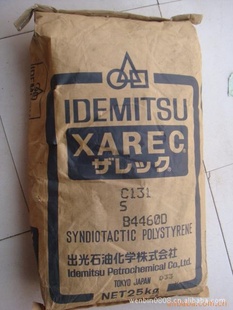 IDEMITSU
XAREC
ザレック
C131
S
B4460D
SYNDIOTACTIC POLYSTYRENE
出光石油化学株式会社
Idemitsu Petrochemical Co.,Ltd.
TOKYO JAPAN
NET25kg